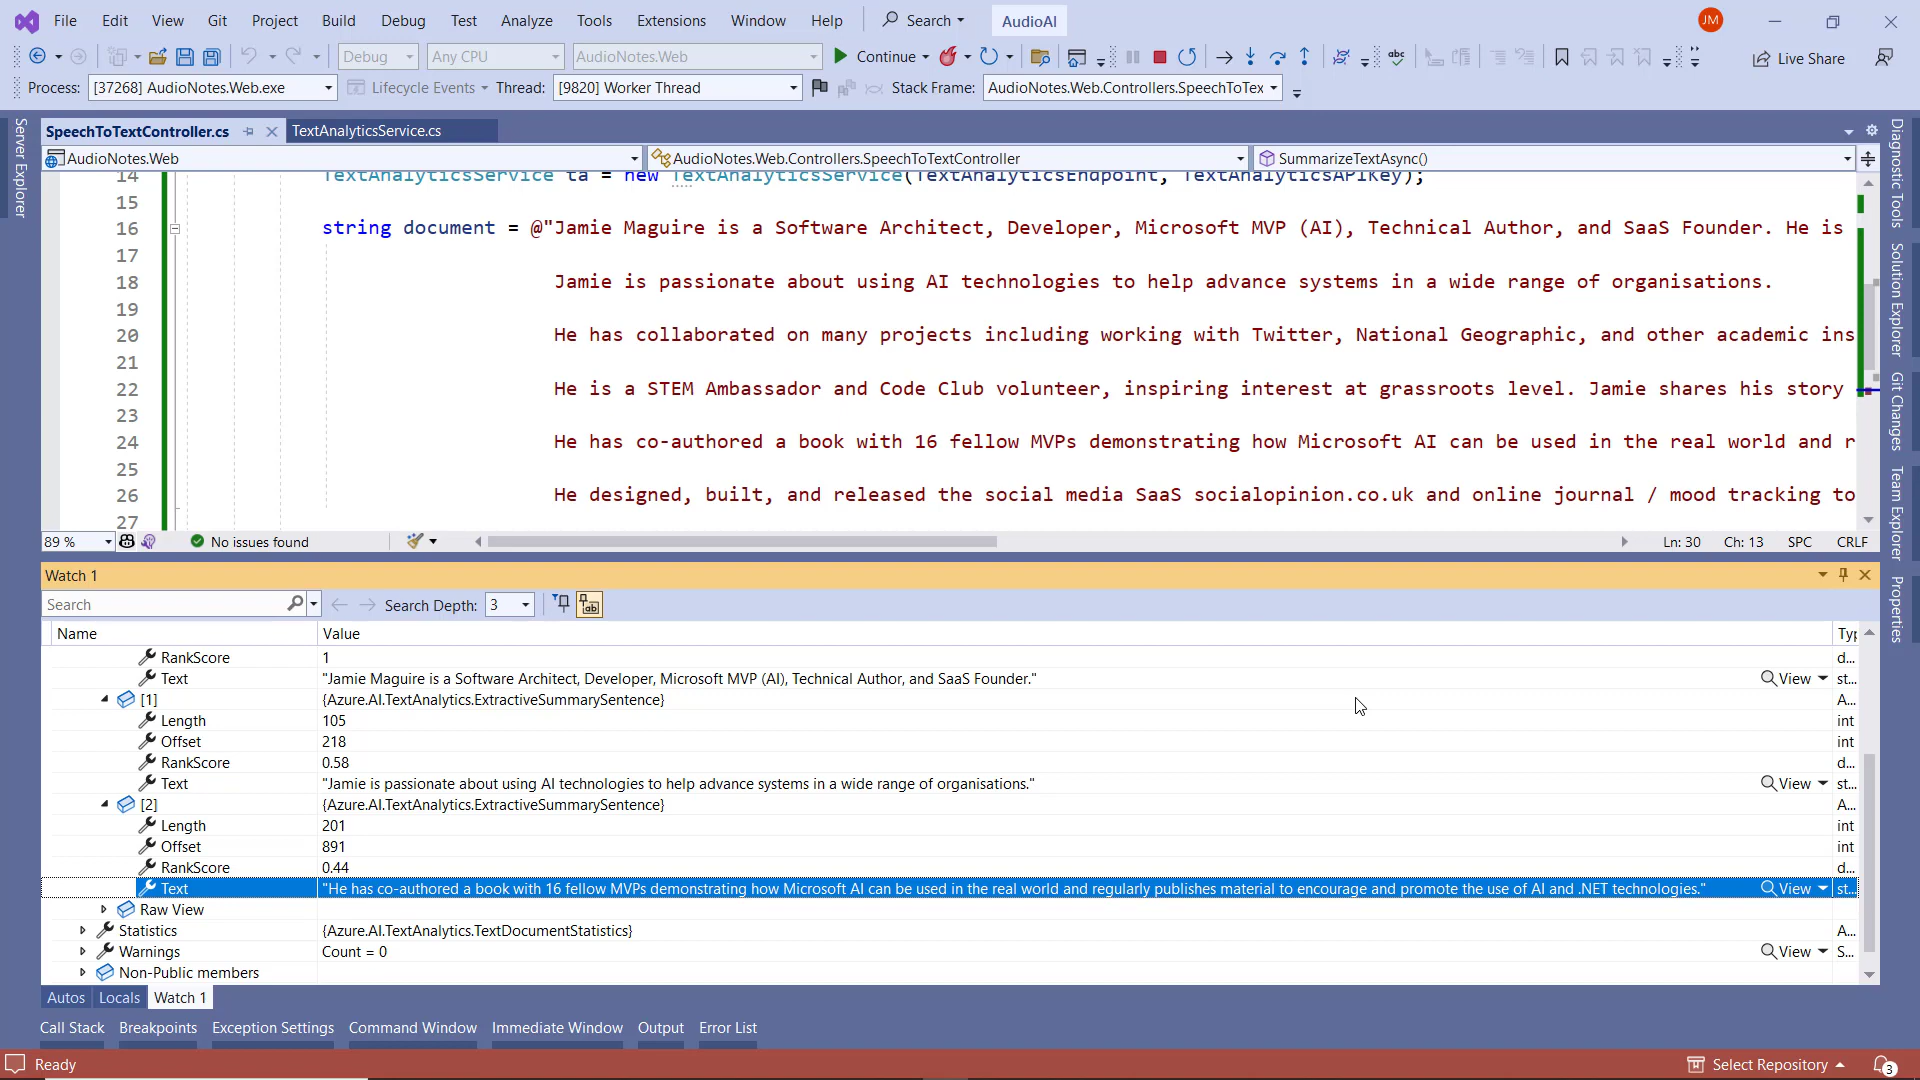 File Edit View Git Project Build Debug Test Analyze Tools Extensions Window Help Search AudioAI JM
Debug Any CPU AudioNotes.Web Continue abc Live Share
Process: [37268] AudioNotes.Web.exe Lifecycle Events Thread: [9820] Worker Thread Stack Frame: AudioNotes.Web.Controllers.SpeechToTex
Server Explorer
SpeechToTextController.cs TextAnalyticsService.cs
AudioNotes.Web AudioNotes.Web.Controllers.SpeechToTextController SummarizeTextAsync()
14 TextAnalyticsService ta = new TextAnalyticsService(TextAnalyticsEndpoint, TextAnalyticsAPIKey);
15
16 string document = @"Jamie Maguire is a Software Architect, Developer, Microsoft MVP (AI), Technical Author, and SaaS Founder. He is
17
18 Jamie is passionate about using AI technologies to help advance systems in a wide range of organisations.
19
20 He has collaborated on many projects including working with Twitter, National Geographic, and other academic ins
21
22 He is a STEM Ambassador and Code Club volunteer, inspiring interest at grassroots level. Jamie shares his story
23
24 He has co-authored a book with 16 fellow MVPs demonstrating how Microsoft AI can be used in the real world and r
25
26 He designed, built, and released the social media SaaS socialopinion.co.uk and online journal / mood tracking to
27
89 % No issues found Ln: 30 Ch: 13 SPC CRLF
Diagnostic Tools
Solution Explorer
Git Changes
Team Explorer
Properties
Watch 1
Search Search Depth: 3
Name Value Typ
RankScore 1 d...
Text "Jamie Maguire is a Software Architect, Developer, Microsoft MVP (AI), Technical Author, and SaaS Founder." View st...
[1] {Azure.AI.TextAnalytics.ExtractiveSummarySentence} A...
Length 105 int
Offset 218 int
RankScore 0.58 d...
Text "Jamie is passionate about using AI technologies to help advance systems in a wide range of organisations." View st...
[2] {Azure.AI.TextAnalytics.ExtractiveSummarySentence} A...
Length 201 int
Offset 891 int
RankScore 0.44 d...
Text "He has co-authored a book with 16 fellow MVPs demonstrating how Microsoft AI can be used in the real world and regularly publishes material to encourage and promote the use of AI and .NET technologies." View st...
Raw View
Statistics {Azure.AI.TextAnalytics.TextDocumentStatistics} A...
Warnings Count = 0 View S...
Non-Public members
Autos Locals Watch 1
Call Stack Breakpoints Exception Settings Command Window Immediate Window Output Error List
Ready Select Repository 3